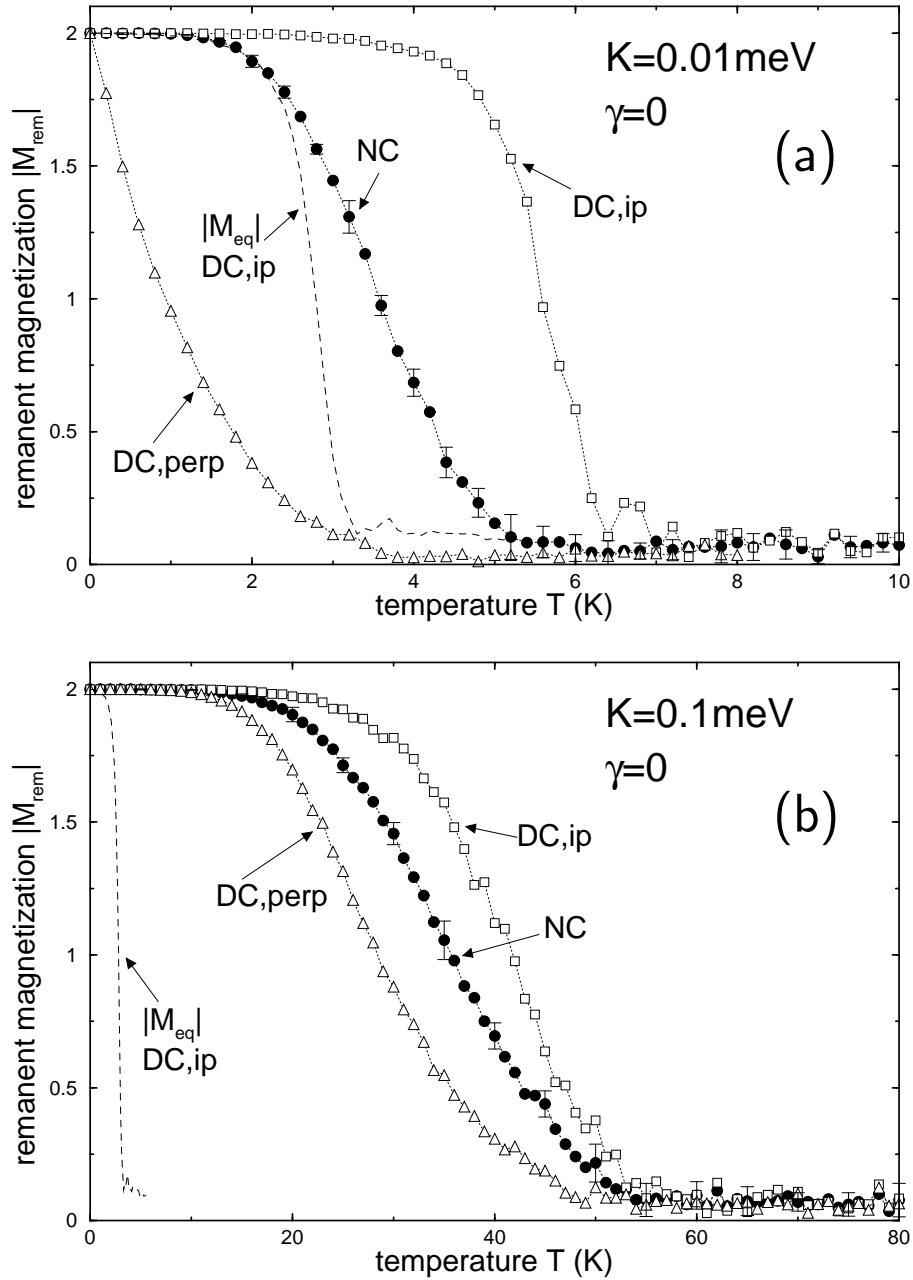 2
1.5
1
0.5
0
0 2 4 6 8 10
remanent magnetization |M_rem|
temperature T (K)
K=0.01meV
γ=0
(a)
NC
DC,ip
|M_eq|
DC,ip
DC,perp
2
1.5
1
0.5
0
0 20 40 60 80
remanent magnetization |M_rem|
temperature T (K)
K=0.1meV
γ=0
(b)
DC,ip
DC,perp
NC
|M_eq|
DC,ip